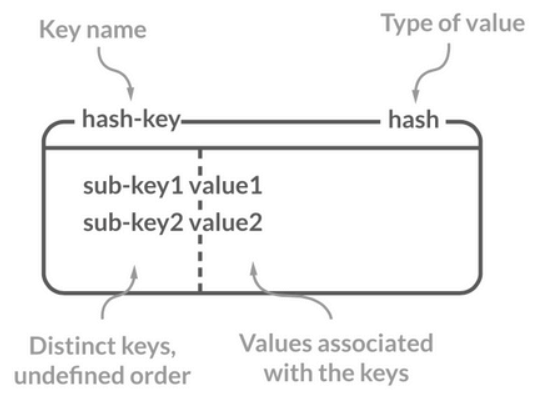 Key name
Type of value
hash-key
hash
sub-key1 value1
sub-key2 value2
Distinct keys,
undefined order
Values associated
with the keys